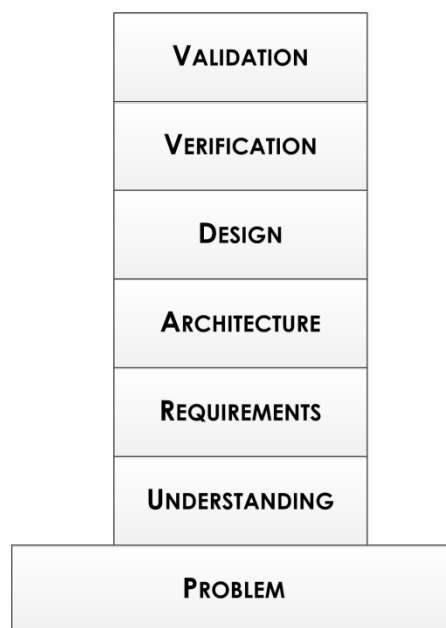 VALIDATION
VERIFICATION
DESIGN
ARCHITECTURE
REQUIREMENTS
UNDERSTANDING
PROBLEM